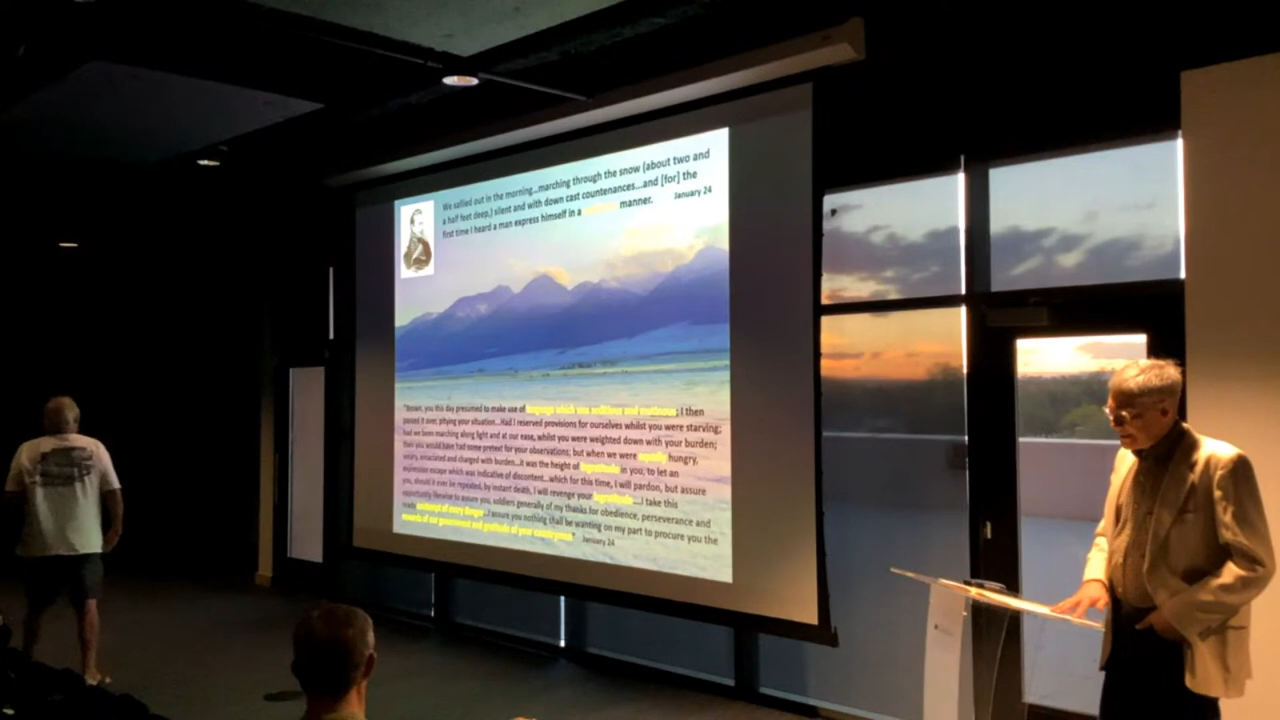 We sallied out in the morning...marching through the snow (about two and
a half feet deep,) silent and with down cast countenances...and [for] the
first time I heard a man express himself in a manner. January 24
"Brown, you this day presumed to make use of language which was seditious and mutinous; I then
passed it over, pitying your situation...Had I reserved provisions for ourselves whilst you were starving;
had we been marching along light and at our ease, whilst you were weighted down with your burden;
then you would have had some pretext for your observations; but when we were equally hungry,
weary, emaciated and charged with burden...it was the height of ingratitude in you, to let an
expression escape which was indicative of discontent...which for this time, I will pardon, but assure
you, should it ever be repeated, by instant death, I will revenge your ingratitude...I take this
opportunity likewise to assure you, soldiers generally of my thanks for obedience, perseverance and
ready contempt of every danger...I assure you nothing shall be wanting on my part to procure you the
rewards of our government and gratitude of your countrymen" January 24